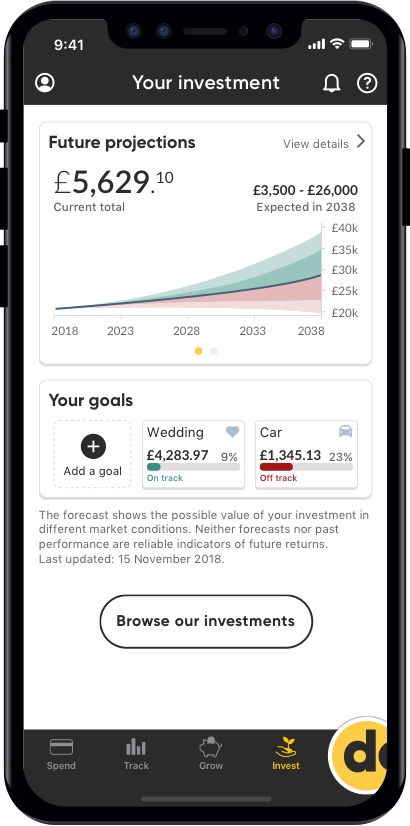 9:41
Your investment
Future projections
View details
£5,629.10
£3,500 - £26,000
Current total
Expected in 2038
£40k
£35k
£30k
£25k
£20k
2018 2023 2028 2033 2038
Your goals
Add a goal
Wedding
£4,283.97 9%
On track
Car
£1,345.13 23%
Off track
The forecast shows the possible value of your investment in
different market conditions. Neither forecasts nor past
performance are reliable indicators of future returns.
Last updated: 15 November 2018.
Browse our investments
Spend Track Grow Invest